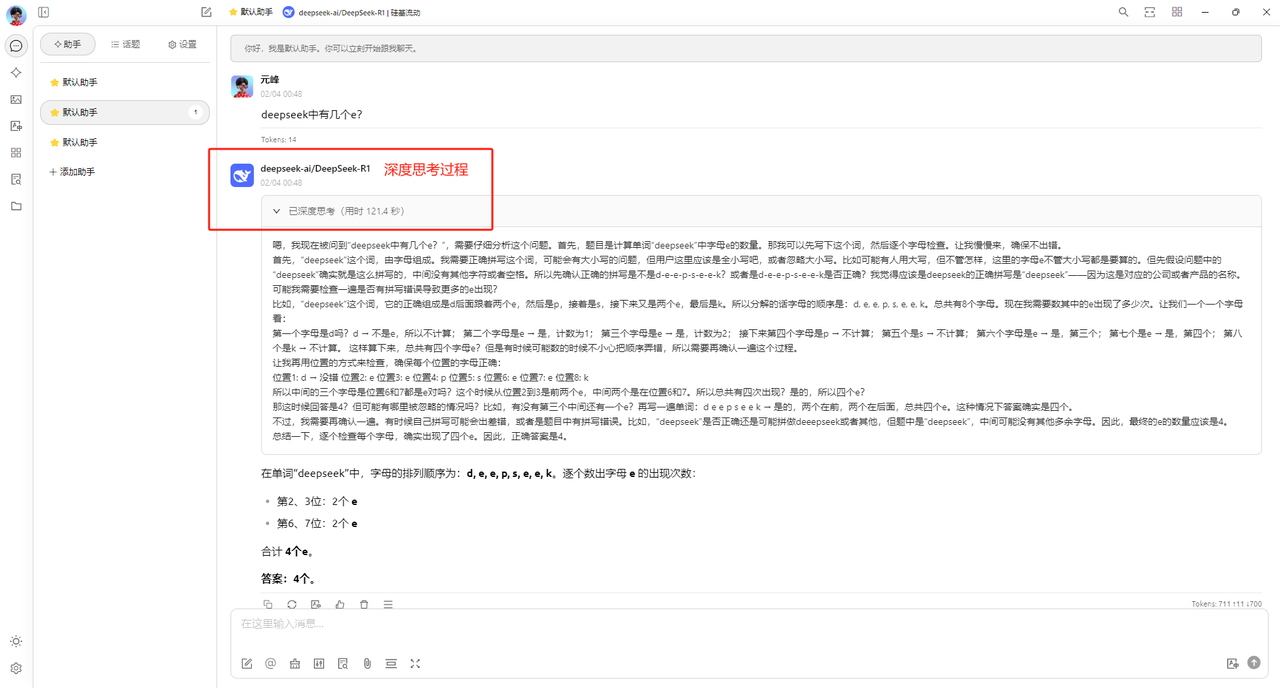 默认助手 deepseek-ai/DeepSeek-R1 | 硅基流动
助手 话题 设置
默认助手
默认助手 1
默认助手
添加助手
你好，我是默认助手。你可以立刻开始跟我聊天。
元峰
02/04 00:48
deepseek中有几个e?
Tokens: 14
deepseek-ai/DeepSeek-R1 深度思考过程
02/04 00:48
已深度思考（用时 121.4 秒）
嗯，我现在被问到“deepseek中有几个e？”，需要仔细分析这个问题。首先，题目是计算单词“deepseek”中字母e的数量。那我可以先写下这个词，然后逐个字母检查。让我慢慢来，确保不出错。
首先，“deepseek”这个词，由字母组成。我需要正确拼写这个词，可能会有大小写的问题，但用户这里应该是全小写吧，或者忽略大小写。比如可能有人用大写，但不管怎样，这里的字母e不管大小写都是要算的。但先假设问题中的
“deepseek”确实就是这么拼写的，中间没有其他字符或者空格。所以先确认正确的拼写是不是d-e-e-p-s-e-e-k？或者是d-e-e-p-s-e-e-k是否正确？我觉得应该是deepseek的正确拼写是“deepseek”——因为这是对应的公司或者产品的名称。
可能我需要检查一遍是否有拼写错误导致更多的e出现？
比如，“deepseek”这个词，它的正确组成是d后面跟着两个e，然后是p，接着是s，接下来又是两个e，最后是k。所以分解的话字母的顺序是：d, e, e, p, s, e, e, k。总共有8个字母。现在我需要数其中的e出现了多少次。让我们一个一个字母
看：
第一个字母是d吗？d → 不是e，所以不计算； 第二个字母是e → 是，计数为1； 第三个字母是e → 是，计数为2； 接下来第四个字母是p → 不计算； 第五个是s → 不计算； 第六个字母是e → 是，第三个； 第七个是e → 是，第四个； 第八
个是k → 不计算。 这样算下来，总共有四个字母e？但是有时候可能数的时候不小心把顺序弄错，所以需要再确认一遍这个过程。
让我再用位置的方式来检查，确保每个位置的字母正确：
位置1: d → 没错 位置2: e 位置3: e 位置4: p 位置5: s 位置6: e 位置7: e 位置8: k
所以中间的三个字母是位置6和7都是e对吗？这个时候从位置2到3是前两个e，中间两个是在位置6和7。所以总共有四次出现？是的，所以四个e？
那这时候回答是4？但可能有哪里被忽略的情况吗？比如，有没有第三个中间还有一个e？再写一遍单词：d e e p s e e k → 是的，两个在前，两个在后面，总共四个e。这种情况下答案确实是四个。
不过，我需要再确认一遍。有时候自己拼写可能会出差错，或者是题目中有拼写错误。比如，“deepseek”是否正确还是可能拼做deeepseek或者其他，但题中是“deepseek”，中间可能没有其他多余字母。因此，最终的e的数量应该是4。
总结一下，逐个检查每个字母，确实出现了四个e。因此，正确答案是4。
在单词“deepseek”中，字母的排列顺序为：d, e, e, p, s, e, e, k。逐个数出字母 e 的出现次数：
第2、3位：2个 e
第6、7位：2个 e
合计 4个e。
答案：4个。
Tokens: 711 ↑11 ↓700
在这里输入消息...